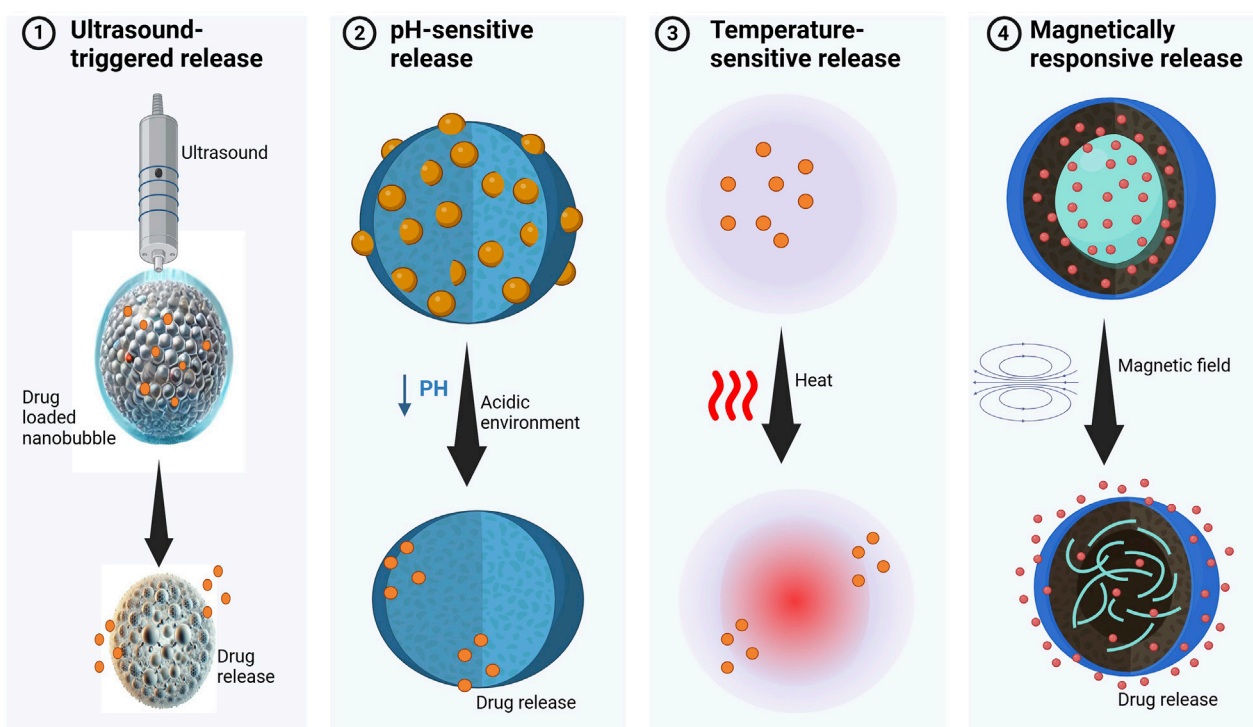 1 Ultrasound-
triggered release
Ultrasound
Drug
loaded
nanobubble
Drug
release
2 pH-sensitive
release
PH
Acidic
environment
Drug release
3 Temperature-
sensitive release
Heat
4 Magnetically
responsive release
Magnetic field
Drug release